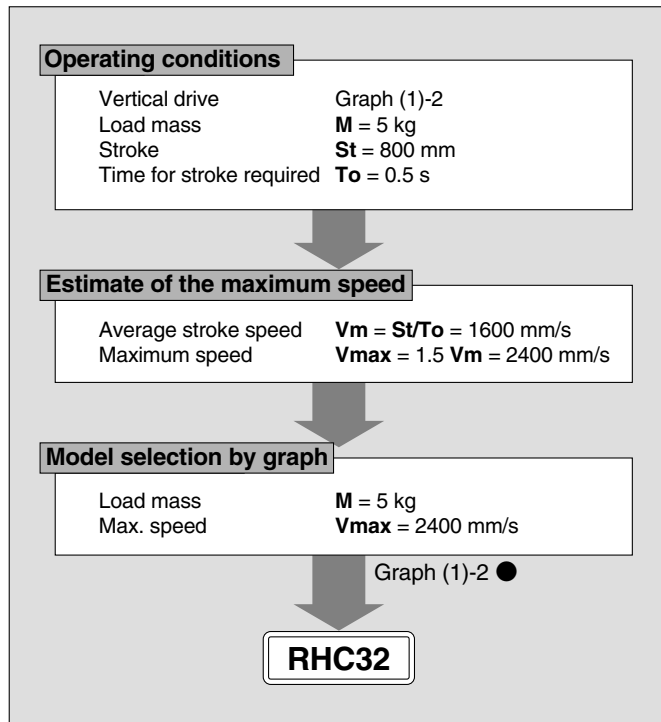 Operating conditions
Vertical drive Graph (1)-2
Load mass M = 5 kg
Stroke St = 800 mm
Time for stroke required To = 0.5 s
Estimate of the maximum speed
Average stroke speed Vm = St/To = 1600 mm/s
Maximum speed Vmax = 1.5 Vm = 2400 mm/s
Model selection by graph
Load mass M = 5 kg
Max. speed Vmax = 2400 mm/s
Graph (1)-2 ●
RHC32